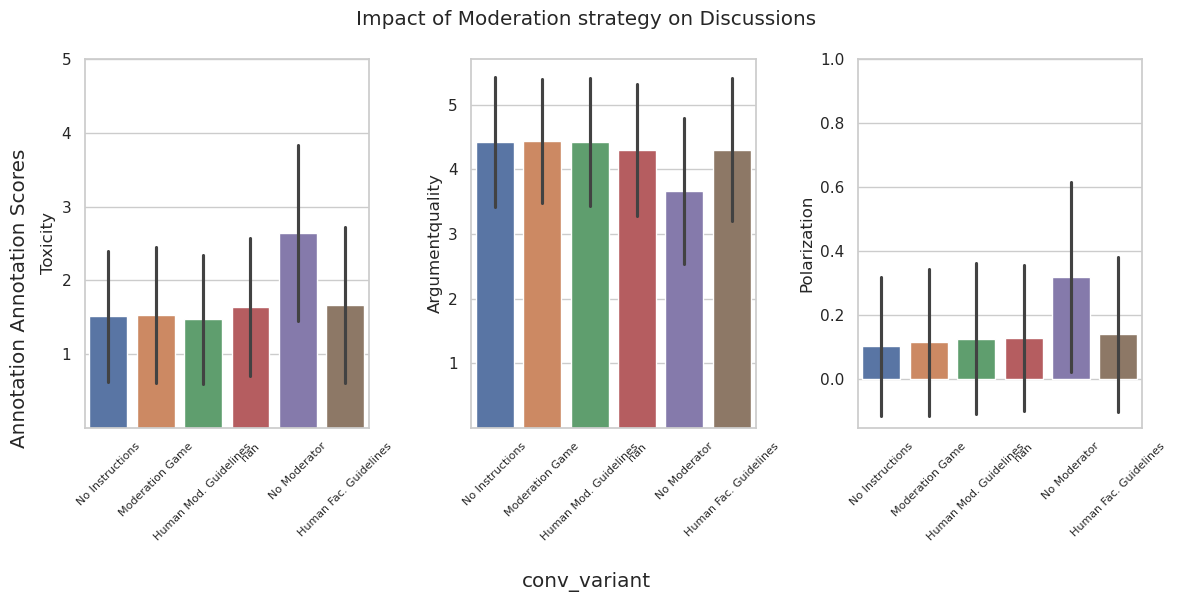 Impact of Moderation strategy on Discussions
Annotation Annotation Scores
Toxicity
5
4
3
2
1
No Instructions
Moderation Game
Human Mod. Guidelines
nan
No Moderator
Human Fac. Guidelines
Argumentquality
5
4
3
2
1
No Instructions
Moderation Game
Human Mod. Guidelines
nan
No Moderator
Human Fac. Guidelines
Polarization
1.0
0.8
0.6
0.4
0.2
0.0
No Instructions
Moderation Game
Human Mod. Guidelines
nan
No Moderator
Human Fac. Guidelines
conv_variant